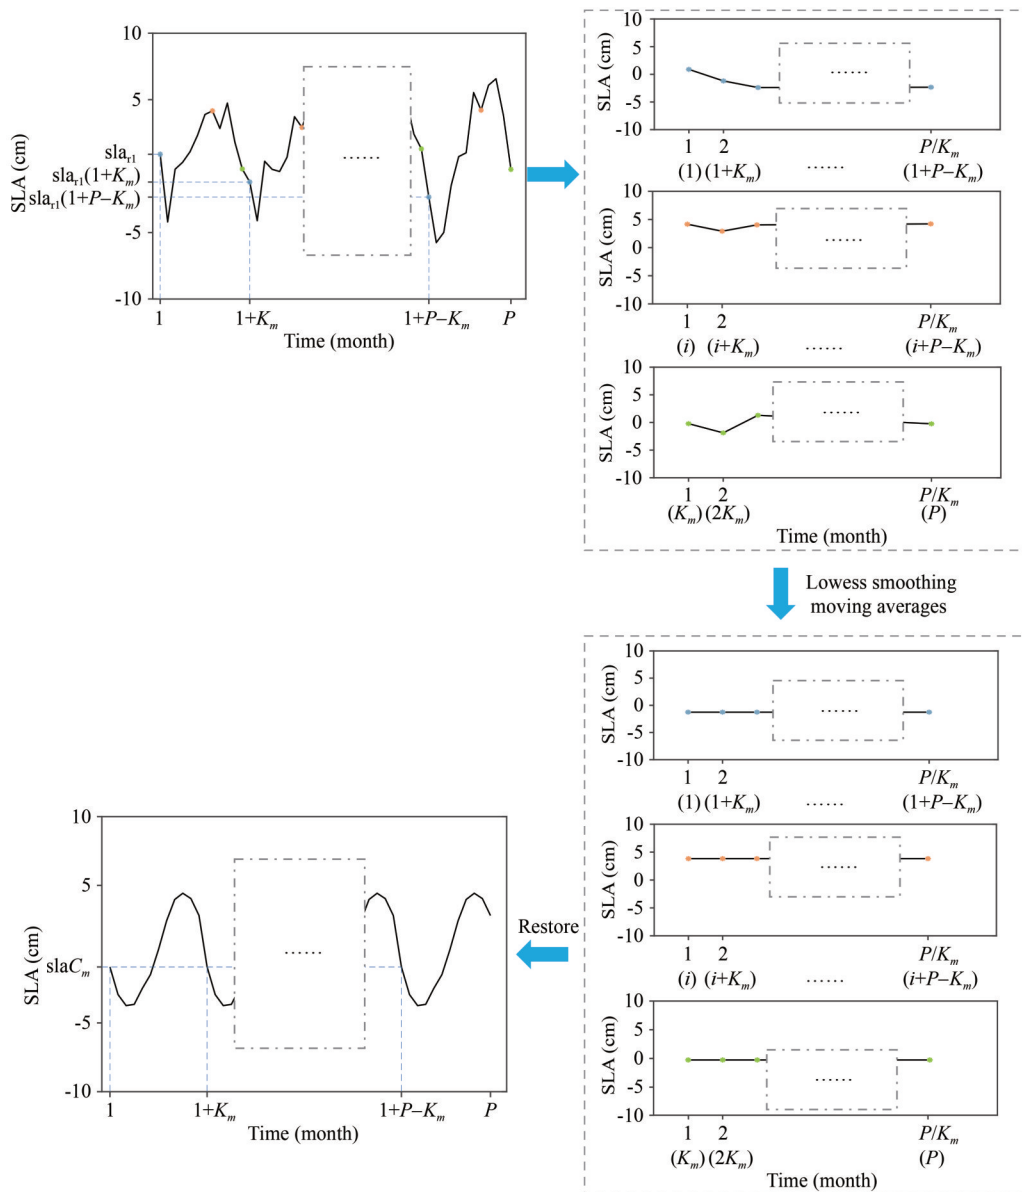 10
5
-5
-10
SLA (cm)
sla_r1
sla_r1(1+K_m)
sla_r1(1+P−K_m)
......
1
1+K_m
1+P−K_m
P
Time (month)
10
5
0
-5
-10
SLA (cm)
......
1 2 P/K_m
(1) (1+K_m) ...... (1+P−K_m)
10
5
0
-5
-10
SLA (cm)
......
1 2 P/K_m
(i) (i+K_m) ...... (i+P−K_m)
10
5
0
-5
-10
SLA (cm)
......
1 2 P/K_m
(K_m) (2K_m) (P)
Time (month)
Lowess smoothing
moving averages
10
5
0
-5
-10
SLA (cm)
......
1 2 P/K_m
(1) (1+K_m) ...... (1+P−K_m)
10
5
0
-5
-10
SLA (cm)
......
1 2 P/K_m
(i) (i+K_m) ...... (i+P−K_m)
10
5
0
-5
-10
SLA (cm)
......
1 2 P/K_m
(K_m) (2K_m) (P)
Time (month)
Restore
10
5
slaC_m
-5
-10
SLA (cm)
......
1
1+K_m
1+P−K_m
P
Time (month)